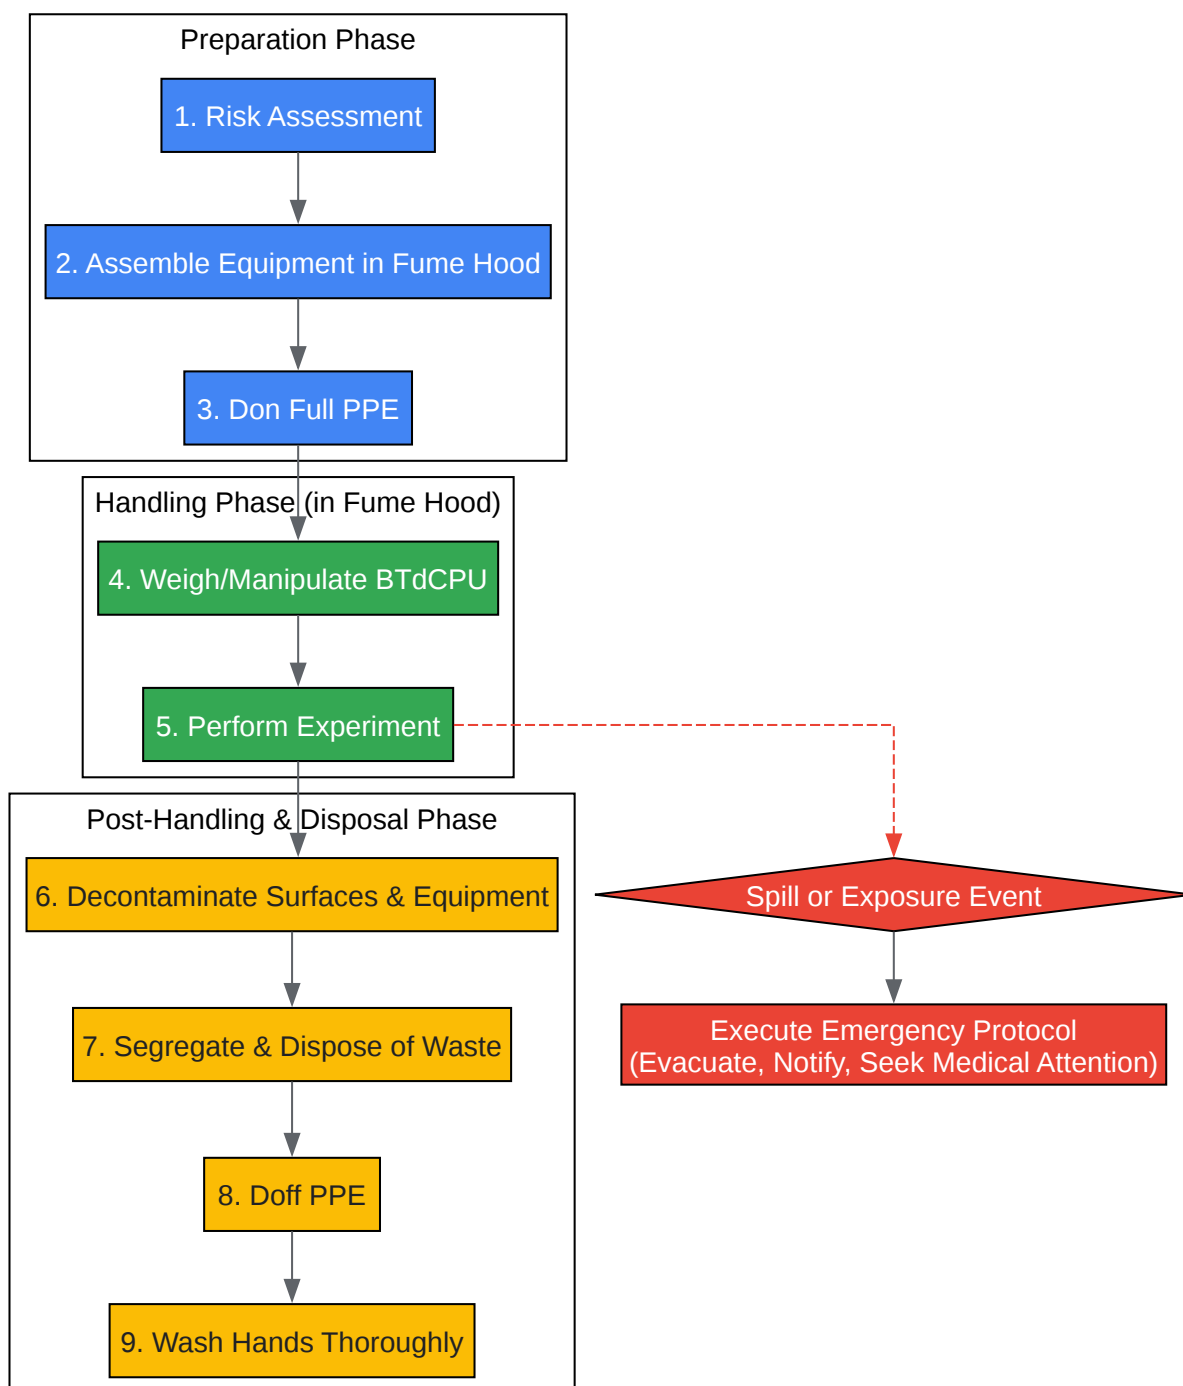 Preparation Phase
1. Risk Assessment
2. Assemble Equipment in Fume Hood
3. Don Full PPE
Handling Phase (in Fume Hood)
4. Weigh/Manipulate BTdCPU
5. Perform Experiment
Post-Handling & Disposal Phase
6. Decontaminate Surfaces & Equipment
7. Segregate & Dispose of Waste
8. Doff PPE
9. Wash Hands Thoroughly
Spill or Exposure Event
Execute Emergency Protocol
(Evacuate, Notify, Seek Medical Attention)